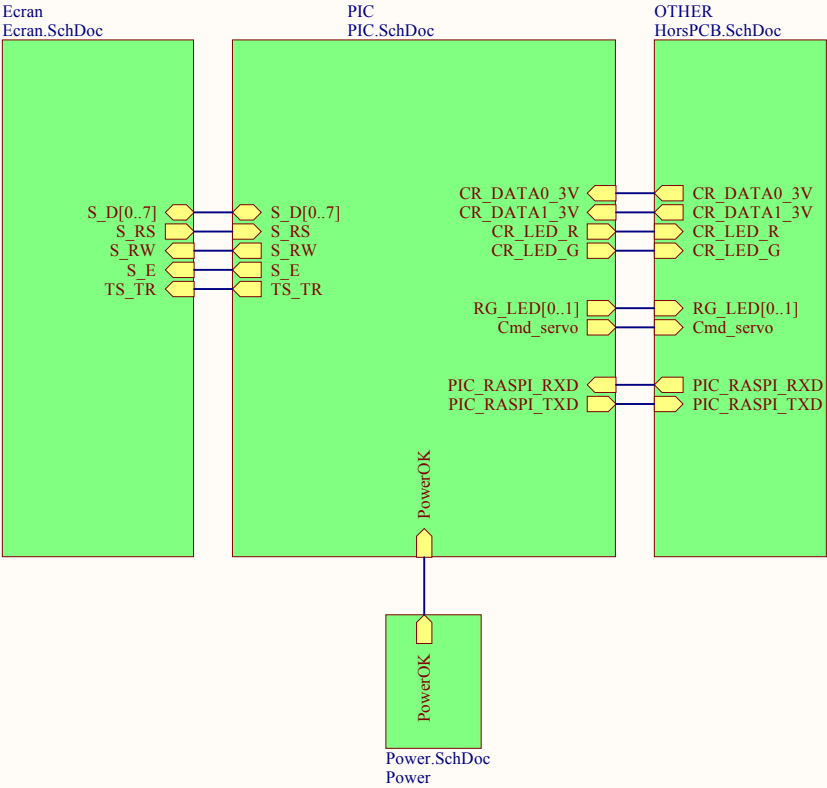 Ecran
Ecran.SchDoc
PIC
PIC.SchDoc
OTHER
HorsPCB.SchDoc
S_D[0..7]
S_RS
S_RW
S_E
TS_TR
S_D[0..7]
S_RS
S_RW
S_E
TS_TR
CR_DATA0_3V
CR_DATA1_3V
CR_LED_R
CR_LED_G
RG_LED[0..1]
Cmd_servo
PIC_RASPI_RXD
PIC_RASPI_TXD
CR_DATA0_3V
CR_DATA1_3V
CR_LED_R
CR_LED_G
RG_LED[0..1]
Cmd_servo
PIC_RASPI_RXD
PIC_RASPI_TXD
PowerOK
PowerOK
Power.SchDoc
Power